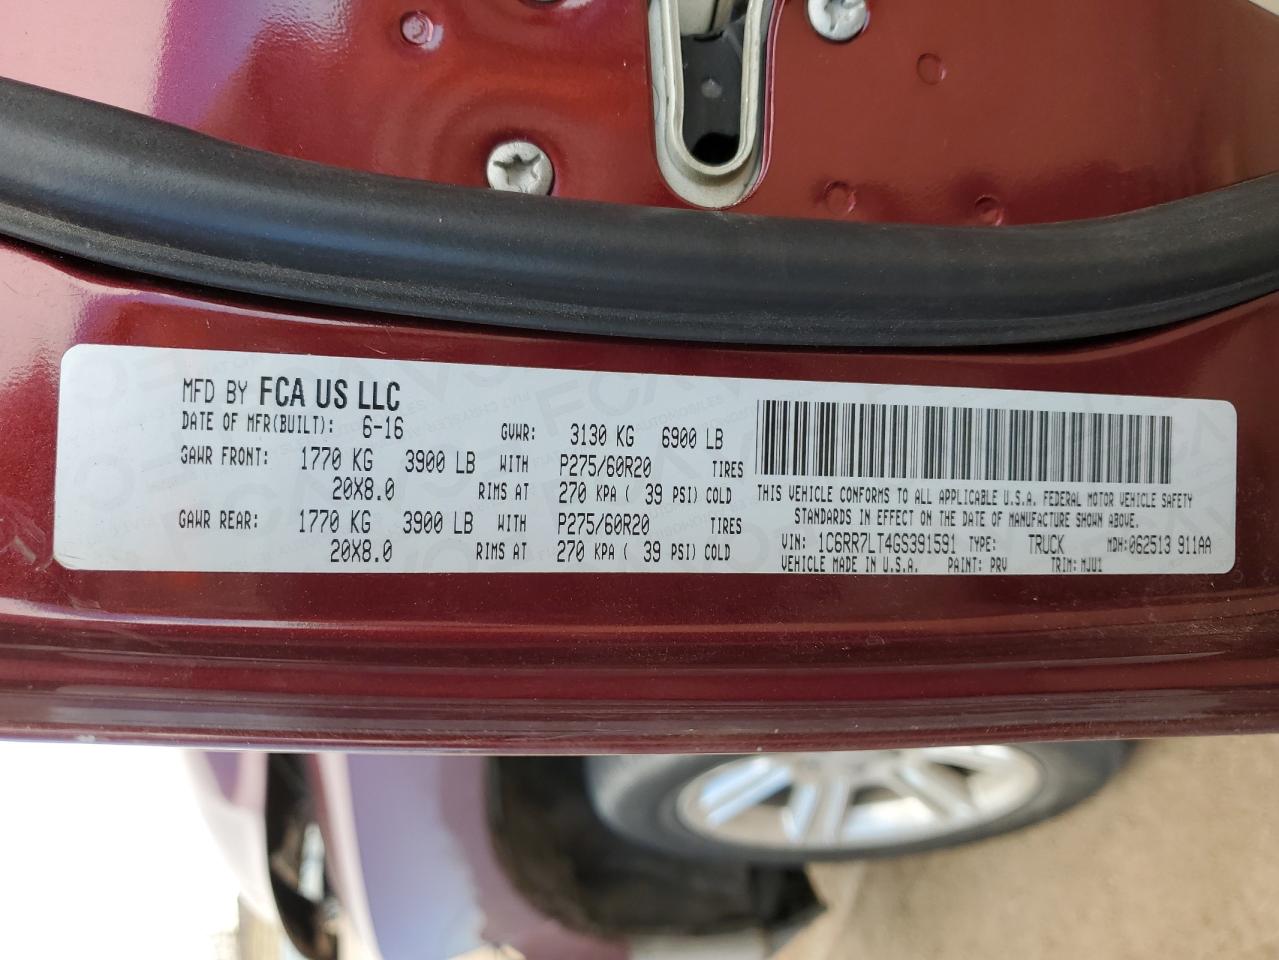 MFD BY FCA US LLC
DATE OF MFR(BUILT): 6-16 GVWR: 3130 KG 6900 LB
GAWR FRONT: 1770 KG 3900 LB WITH P275/60R20 TIRES
20X8.0 RIMS AT 270 KPA ( 39 PSI) COLD
GAWR REAR: 1770 KG 3900 LB WITH P275/60R20 TIRES
20X8.0 RIMS AT 270 KPA ( 39 PSI) COLD
THIS VEHICLE CONFORMS TO ALL APPLICABLE U.S.A. FEDERAL MOTOR VEHICLE SAFETY
STANDARDS IN EFFECT ON THE DATE OF MANUFACTURE SHOWN ABOVE.
VIN: 1C6RR7LT4GS391591 TYPE: TRUCK MDH:062513 911AA
VEHICLE MADE IN U.S.A. PAINT: PRV TRIM: MJU1